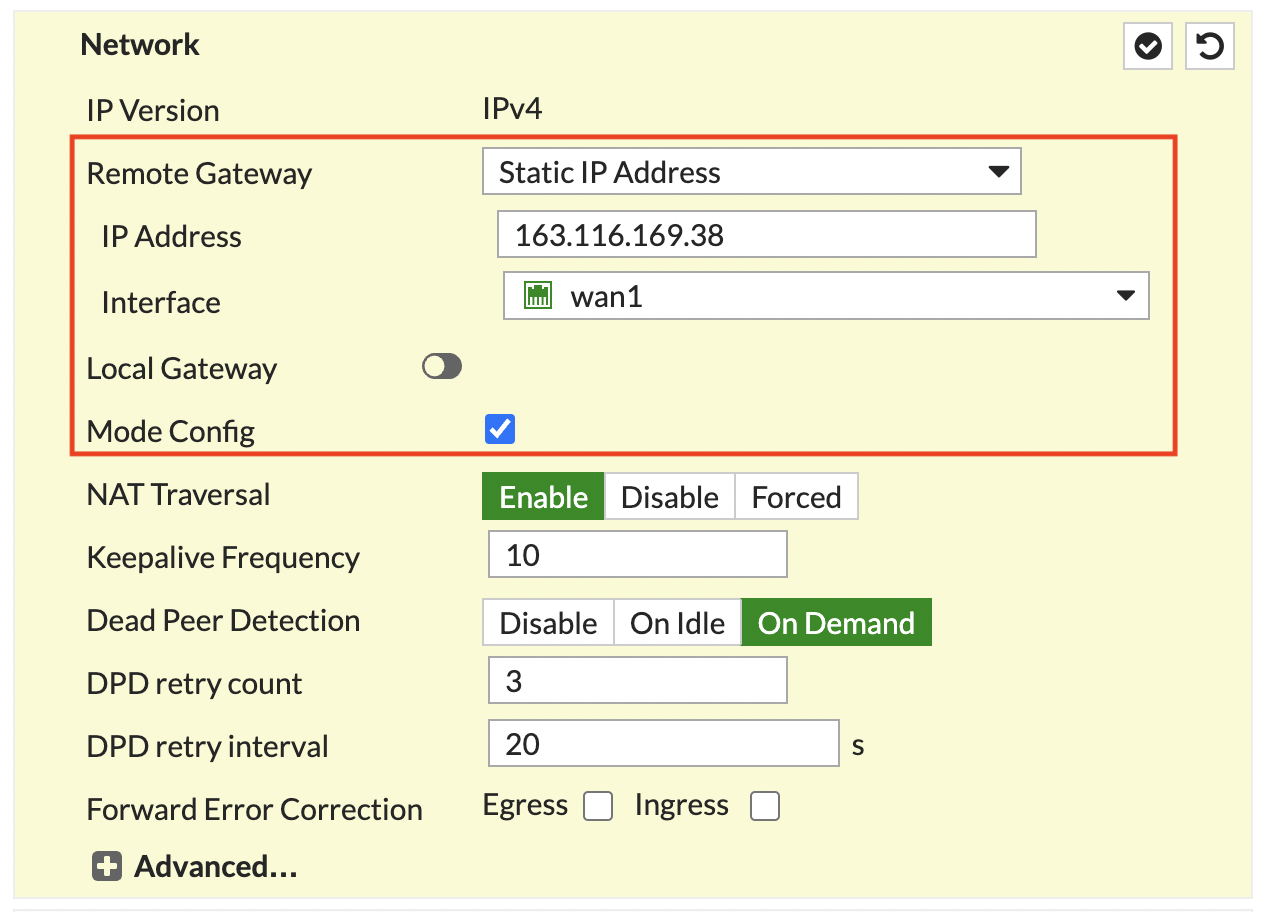 Network
IP Version IPv4
Remote Gateway Static IP Address
IP Address 163.116.169.38
Interface wan1
Local Gateway
Mode Config
NAT Traversal Enable Disable Forced
Keepalive Frequency 10
Dead Peer Detection Disable On Idle On Demand
DPD retry count 3
DPD retry interval 20 s
Forward Error Correction Egress Ingress
Advanced...